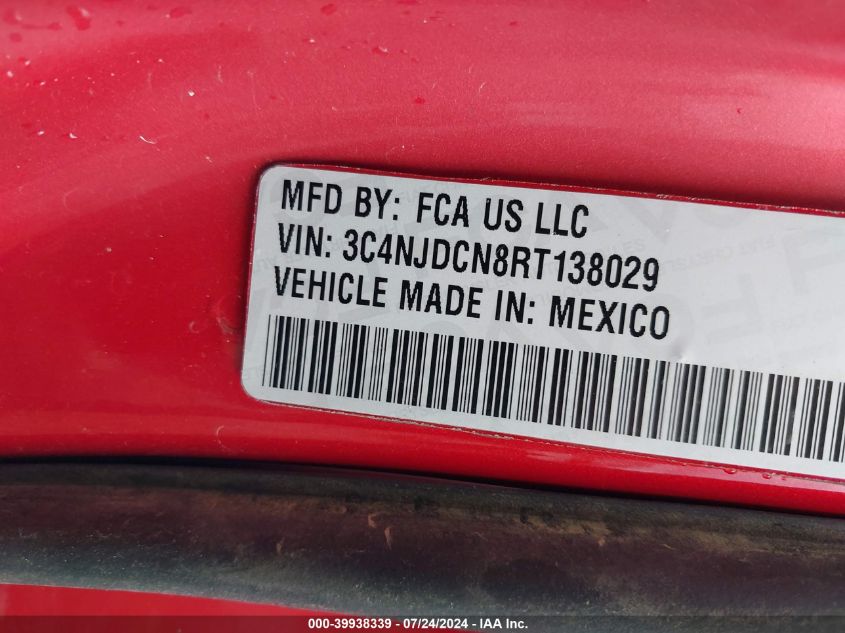 MFD BY: FCA US LLC
VIN: 3C4NJDCN8RT138029
VEHICLE MADE IN: MEXICO
000-39938339 - 07/24/2024 - IAA Inc.